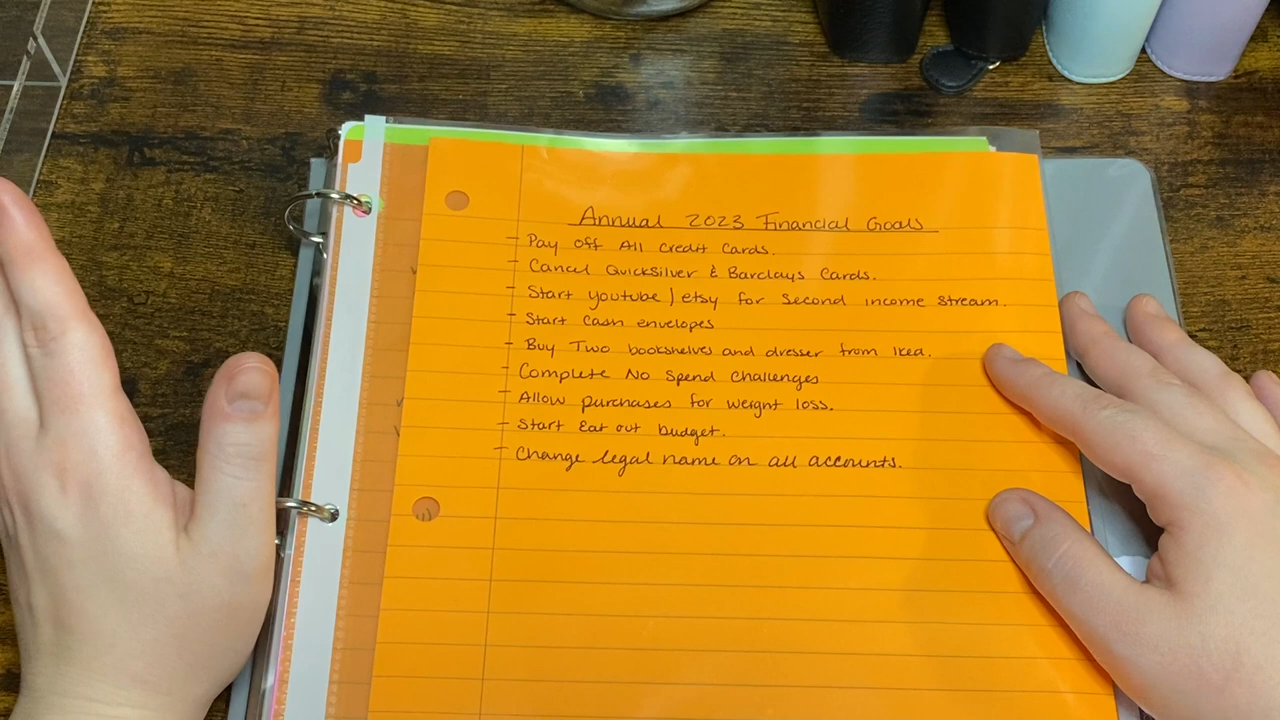 Annual 2023 Financial Goals
- Pay off All Credit Cards.
- Cancel Quicksilver & Barclays Cards.
- Start youtube / etsy for second income stream.
- Start Cash envelopes
- Buy Two bookshelves and dresser from Ikea.
- Complete No Spend Challenges
- Allow purchases for weight loss.
- Start Eat out budget.
- Change legal name on all accounts.